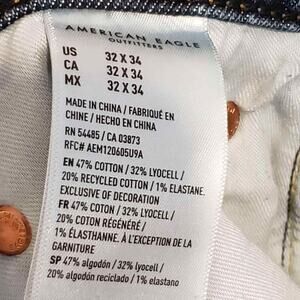 AMERICAN EAGLE
OUTFITTERS
US 32 X 34
CA 32 X 34
MX 32 X 34
MADE IN CHINA / FABRIQUÉ EN
CHINE / HECHO EN CHINA
RN 54485 / CA 03873
RFC# AEM120605U9A
EN 47% COTTON / 32% LYOCELL /
20% RECYCLED COTTON / 1% ELASTANE.
EXCLUSIVE OF DECORATION
FR 47% COTON / 32% LYOCELL /
20% COTON RÉGÉNÉRÉ /
1% ÉLASTHANNE. À L'EXCEPTION DE LA
GARNITURE
SP 47% algodón / 32% lyocell /
20% algodón reciclado / 1% elastano